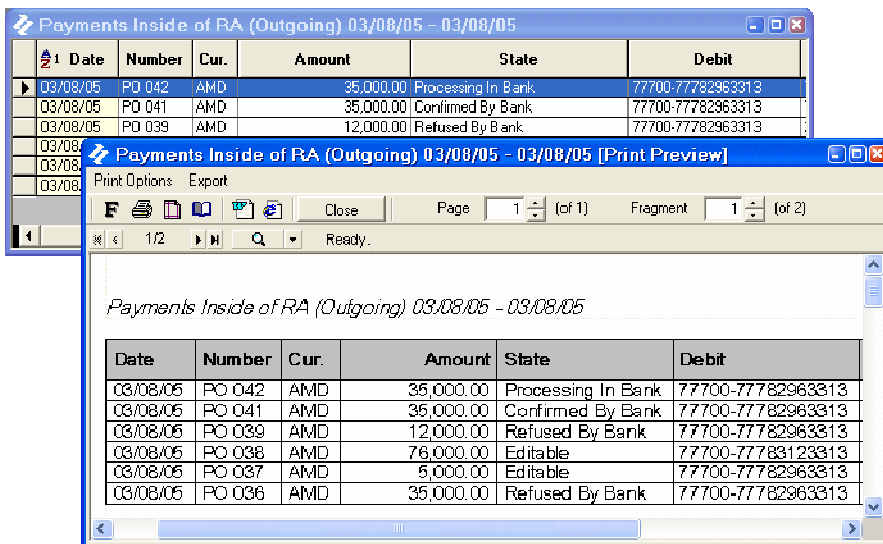 Payments Inside of RA (Outgoing) 03/08/05 - 03/08/05
Date Number Cur. Amount State Debit
03/08/05 PO 042 AMD 35,000.00 Processing In Bank 77700-77782963313
03/08/05 PO 041 AMD 35,000.00 Confirmed By Bank 77700-77782963313
03/08/05 PO 039 AMD 12,000.00 Refused By Bank 77700-77782963313
03/08
03/08.
03/08.
Payments Inside of RA (Outgoing) 03/08/05 - 03/08/05 [Print Preview]
Print Options Export
F Close Page 1 (of 1) Fragment 1 (of 2)
1/2 Ready.
Payments Inside of RA (Outgoing) 03/08/05 - 03/08/05
Date Number Cur. Amount State Debit
03/08/05 PO 042 AMD 35,000.00 Processing In Bank 77700-77782963313
03/08/05 PO 041 AMD 35,000.00 Confirmed By Bank 77700-77782963313
03/08/05 PO 039 AMD 12,000.00 Refused By Bank 77700-77782963313
03/08/05 PO 038 AMD 76,000.00 Editable 77700-77783123313
03/08/05 PO 037 AMD 5,000.00 Editable 77700-77782963313
03/08/05 PO 036 AMD 35,000.00 Refused By Bank 77700-77782963313